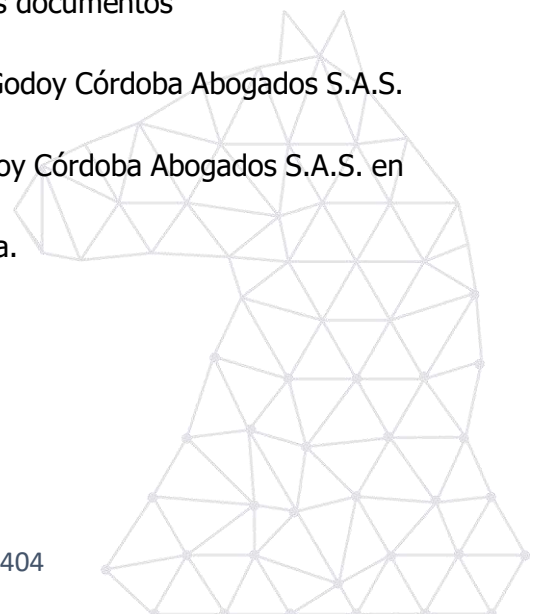 s documentos
Godoy Córdoba Abogados S.A.S.
oy Córdoba Abogados S.A.S. en
a.
404